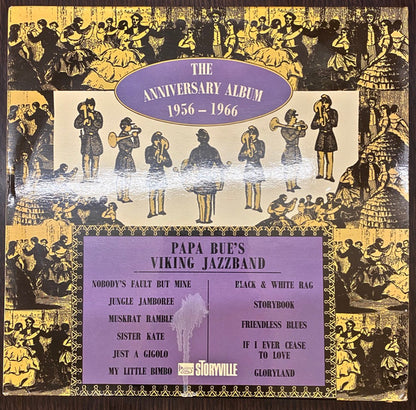 THE
ANNIVERSARY ALBUM
1956 – 1966
PAPA BUE'S
VIKING JAZZBAND
NOBODY'S FAULT BUT MINE
JUNGLE JAMBOREE
MUSKRAT RAMBLE
SISTER KATE
JUST A GIGOLO
MY LITTLE BIMBO
BLACK & WHITE RAG
STORYBOOK
FRIENDLESS BLUES
IF I EVER CEASE
TO LOVE
GLORYLAND
STORYVILLE